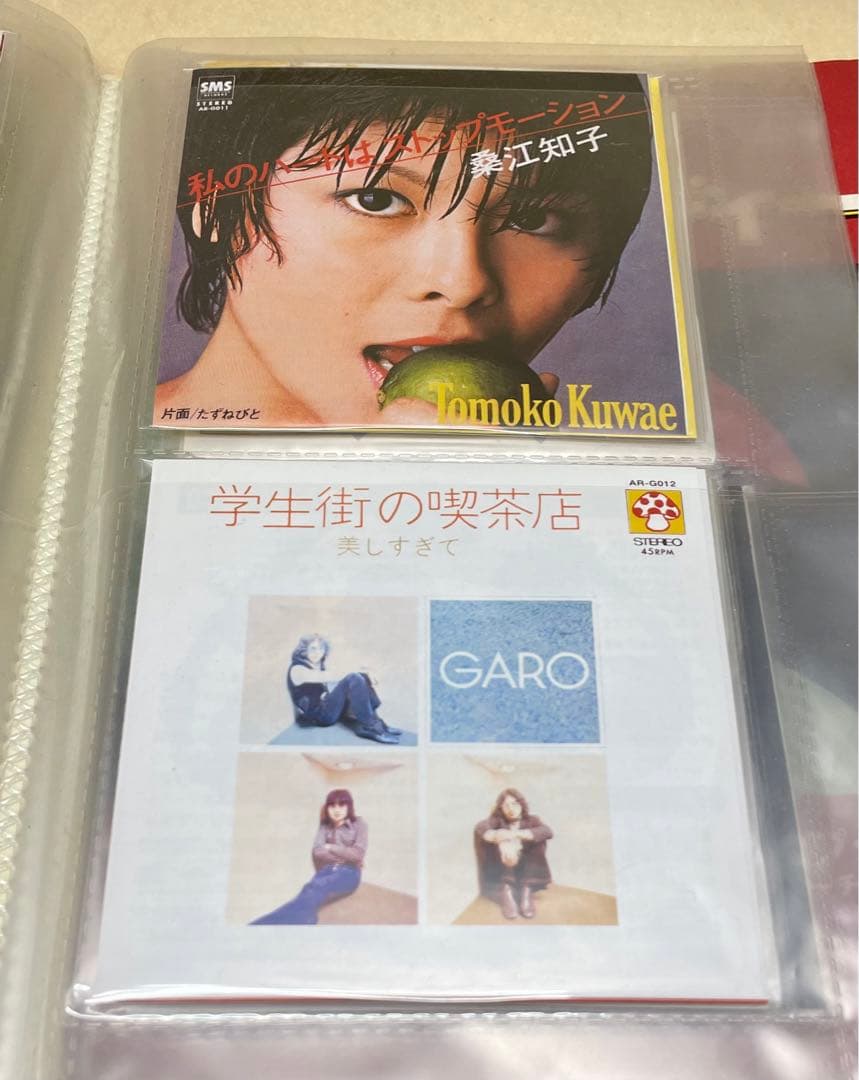 SMS
RECORDS
STEREO
AR-G011
私のハートはストップモーション
桑江知子
片面/たずねびと
Tomoko Kuwae
学生街の喫茶店
美しすぎて
AR-G012
STEREO
45RPM
GARO